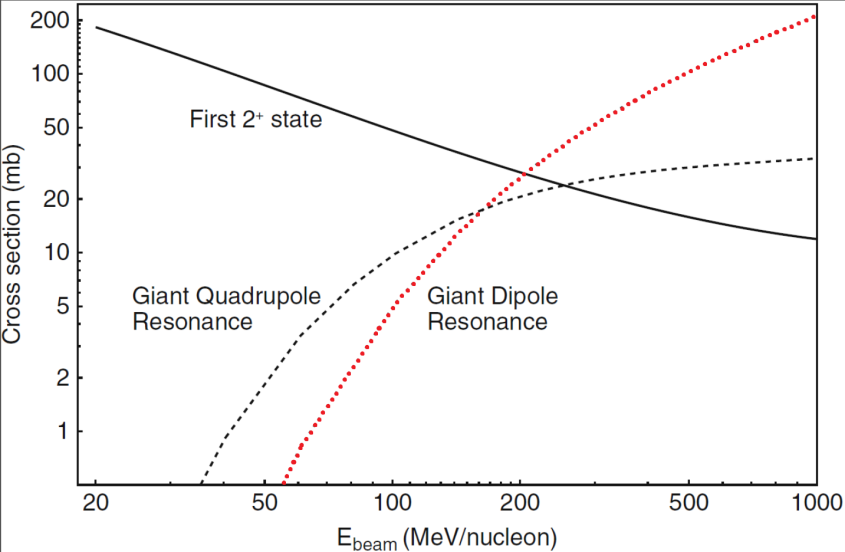 200
100
50
20
10
5
2
1
Cross section (mb)
First 2⁺ state
Giant Quadrupole
Resonance
Giant Dipole
Resonance
20
50
100
200
500
1000
E_beam (MeV/nucleon)